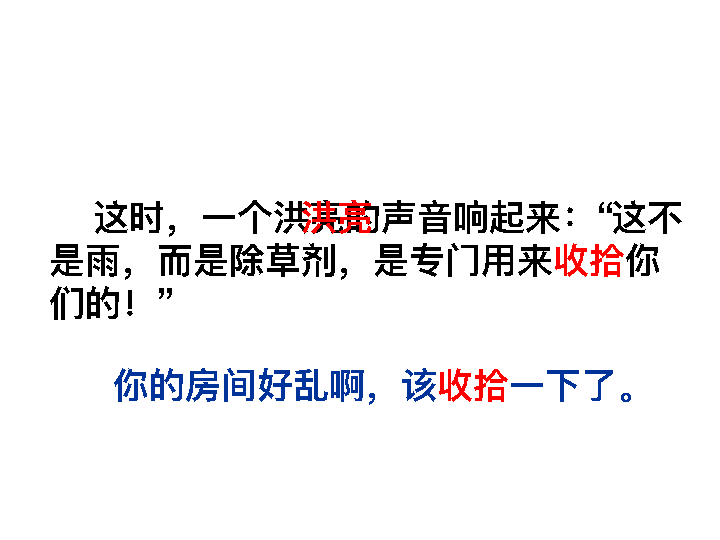 这时，一个洪亮的声音响起来：“这不
是雨，而是除草剂，是专门用来收拾你
们的！”
你的房间好乱啊，该收拾一下了。